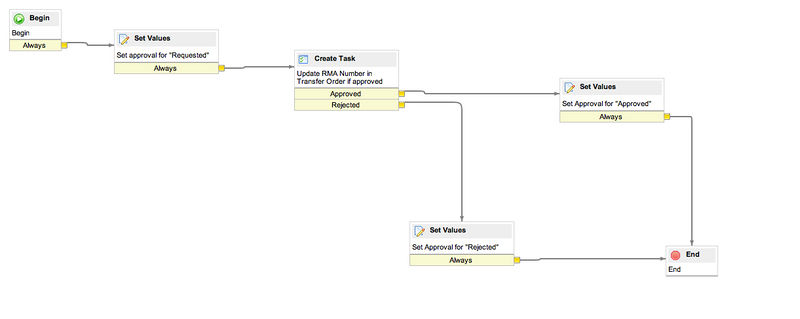 Begin
Begin
Always
Set Values
Set approval for "Requested"
Always
Create Task
Update RMA Number in
Transfer Order if approved
Approved
Rejected
Set Values
Set Approval for "Approved"
Always
Set Values
Set Approval for "Rejected"
Always
End
End